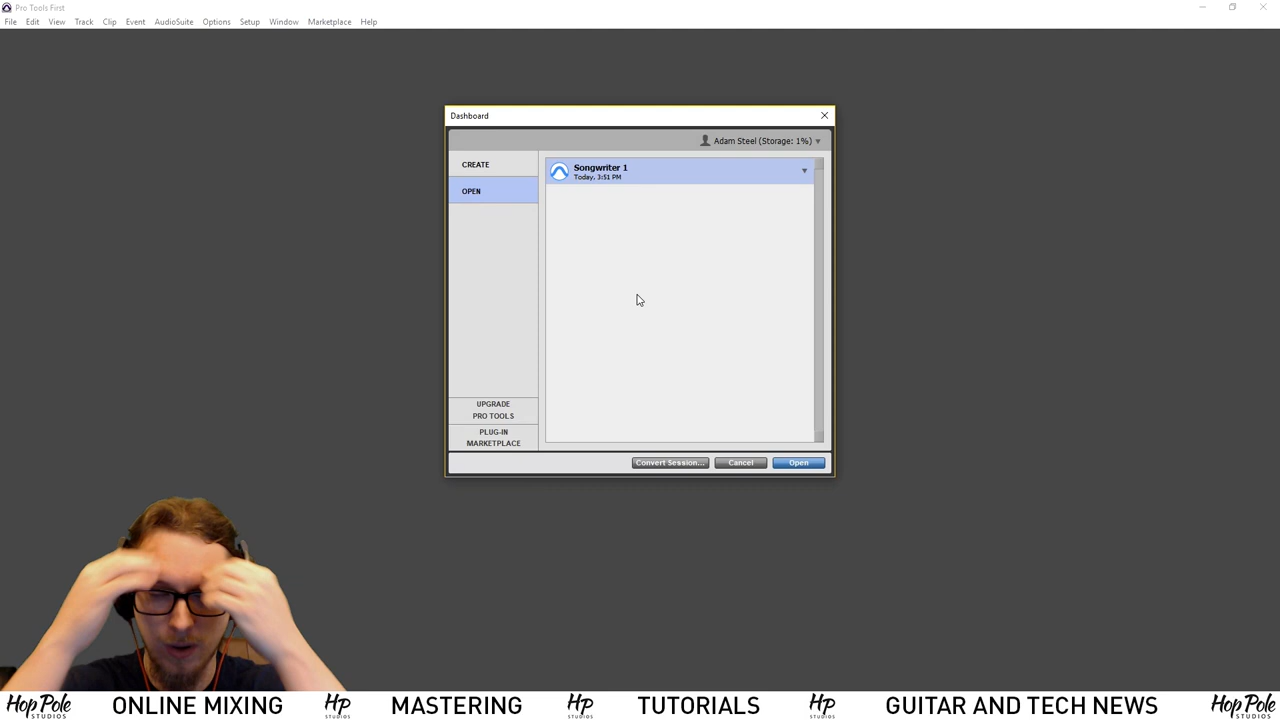 Pro Tools First
File Edit View Track Clip Event AudioSuite Options Setup Window Marketplace Help
Dashboard
Adam Steel (Storage: 1%)
CREATE
OPEN
Songwriter 1
Today, 3:51 PM
UPGRADE
PRO TOOLS
PLUG-IN
MARKETPLACE
Convert Session... Cancel Open
Hop Pole STUDIOS ONLINE MIXING Hp STUDIOS MASTERING Hp STUDIOS TUTORIALS Hp STUDIOS GUITAR AND TECH NEWS Hop Pole STUDIOS